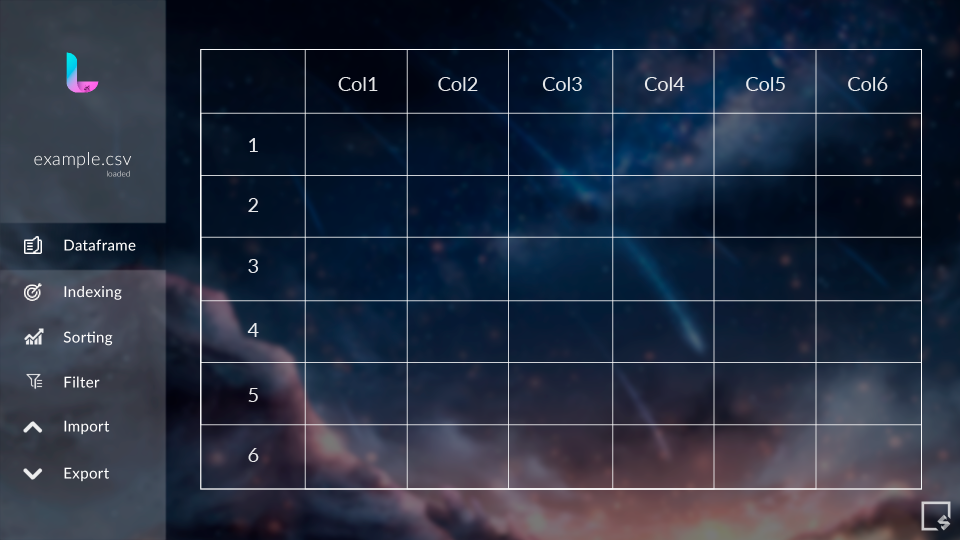 example.csv
loaded
Dataframe
Indexing
Sorting
Filter
Import
Export
Col1 Col2 Col3 Col4 Col5 Col6
1
2
3
4
5
6